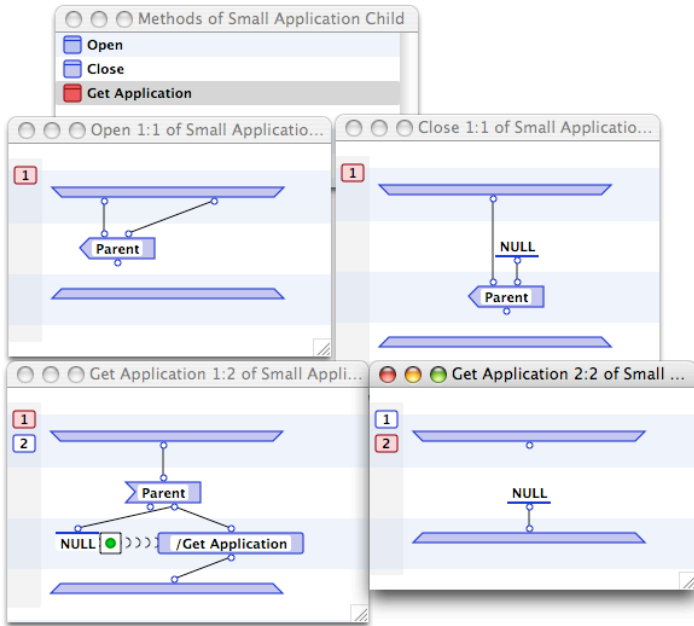 Methods of Small Application Child
Open
Close
Get Application
Open 1:1 of Small Applicatio...
1
Parent
Close 1:1 of Small Applicatio...
1
NULL
Parent
Get Application 1:2 of Small Appli...
1
2
Parent
NULL
/Get Application
Get Application 2:2 of Small ...
1
2
NULL